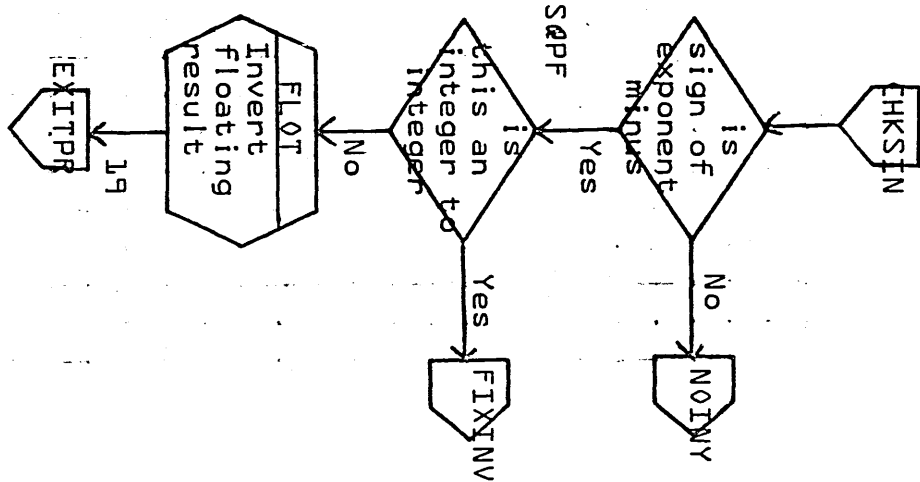 CHKSIN
is
sign of
exponent
minus
No
NOINY
Yes
SQPF
is
this an
integer to
integer
Yes
FIXINV
No
FLOT
Invert
floating
result
19
EXITPR